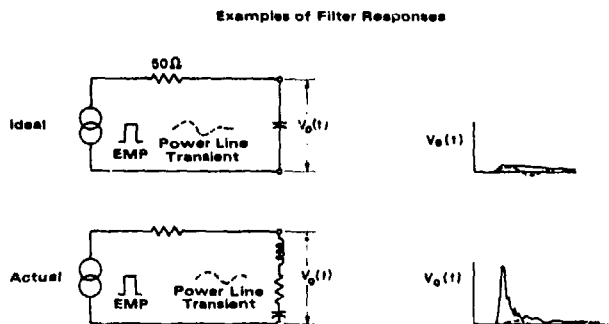 Examples of Filter Responses
50Ω
Ideal
EMP
Power Line
Transient
V₀(t)
V₀(t)
Actual
EMP
Power Line
Transient
V₀(t)
V₀(t)